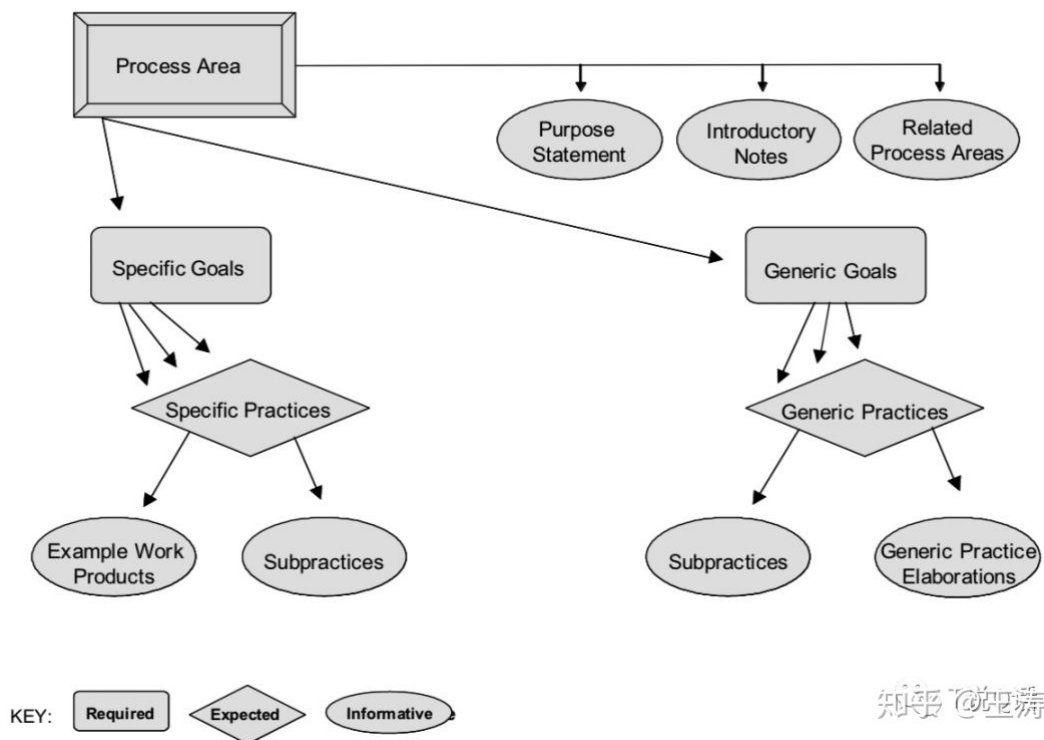 Process Area
Purpose
Statement
Introductory
Notes
Related
Process Areas
Specific Goals
Generic Goals
Specific Practices
Generic Practices
Example Work
Products
Subpractices
Subpractices
Generic Practice
Elaborations
KEY:
Required
Expected
Informative
知乎